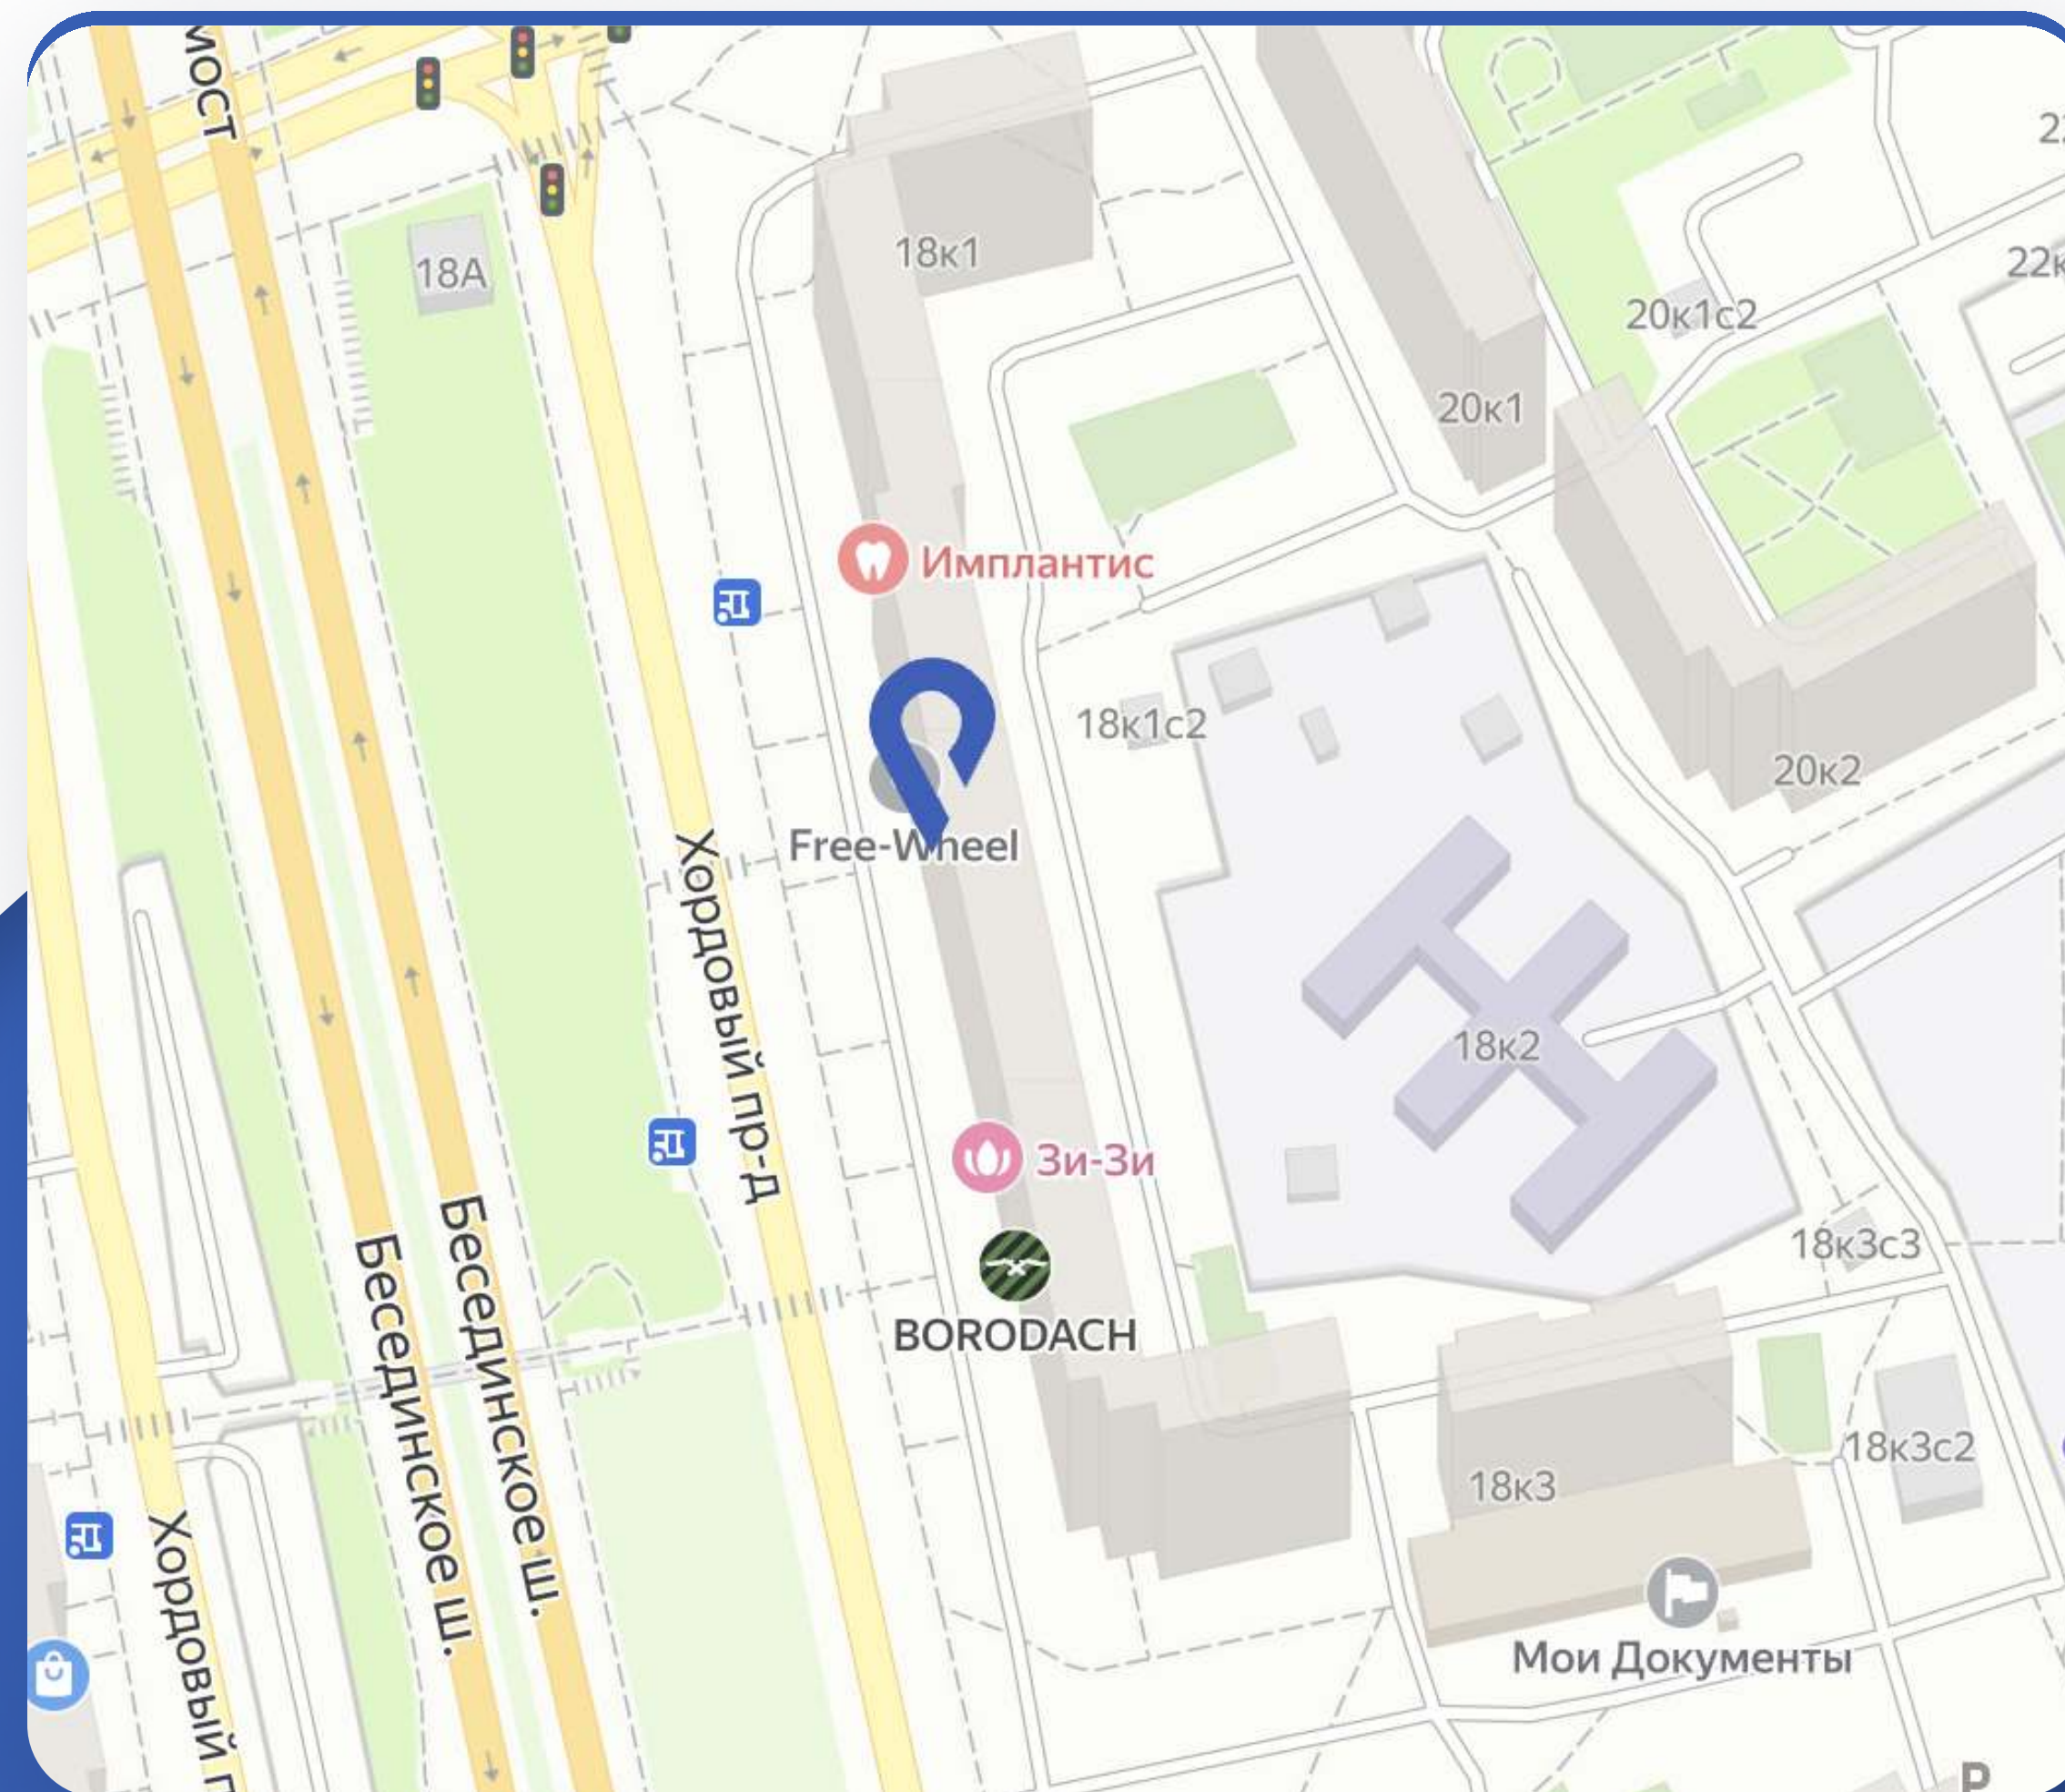 мост
18А
18к1
20к1с2
20к1
Имплантис
18к1с2
20к2
Free-Wheel
Хордовый пр-д
18к2
Зи-Зи
Бесединское ш.
Бесединское ш.
18к3с3
BORODACH
18к3с2
18к3
Хордовый
Мои Документы
P